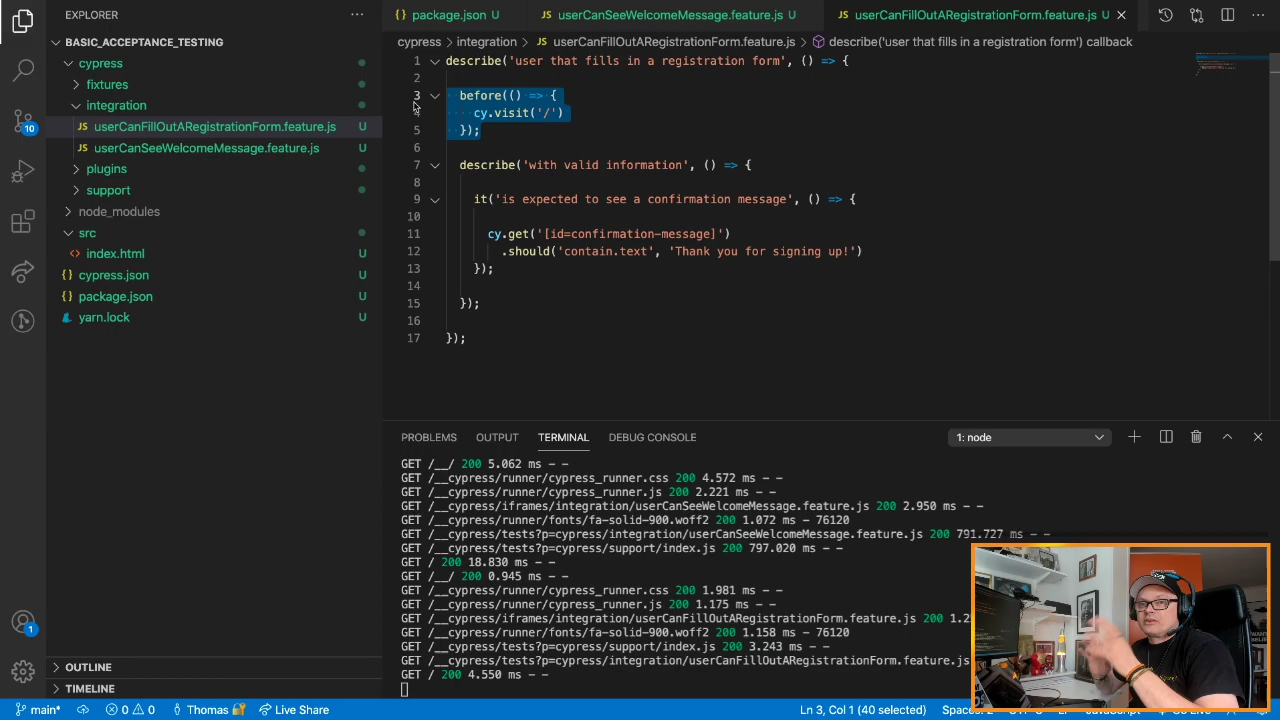 EXPLORER
BASIC_ACCEPTANCE_TESTING
cypress
fixtures
integration
JS userCanFillOutARegistrationForm.feature.js U
JS userCanSeeWelcomeMessage.feature.js U
plugins
support
node_modules
src
<> index.html U
{} cypress.json U
{} package.json U
yarn.lock U
OUTLINE
TIMELINE
10
1
{} package.json U
JS userCanSeeWelcomeMessage.feature.js U
JS userCanFillOutARegistrationForm.feature.js U
cypress > integration > JS userCanFillOutARegistrationForm.feature.js > describe('user that fills in a registration form') callback
1 describe('user that fills in a registration form', () => {
2
3 before(() => {
4 cy.visit('/')
5 });
6
7 describe('with valid information', () => {
8
9 it('is expected to see a confirmation message', () => {
10
11 cy.get('[id=confirmation-message]')
12 .should('contain.text', 'Thank you for signing up!')
13 });
14
15 });
16
17 });
PROBLEMS OUTPUT TERMINAL DEBUG CONSOLE 1: node
GET /__/ 200 5.062 ms - -
GET /__cypress/runner/cypress_runner.css 200 4.572 ms - -
GET /__cypress/runner/cypress_runner.js 200 2.221 ms - -
GET /__cypress/iframes/integration/userCanSeeWelcomeMessage.feature.js 200 2.950 ms - -
GET /__cypress/runner/fonts/fa-solid-900.woff2 200 1.072 ms - 76120
GET /__cypress/tests?p=cypress/integration/userCanSeeWelcomeMessage.feature.js 200 791.727 ms - -
GET /__cypress/tests?p=cypress/support/index.js 200 797.020 ms - -
GET / 200 18.830 ms - -
GET /__/ 200 0.945 ms - -
GET /__cypress/runner/cypress_runner.css 200 1.981 ms - -
GET /__cypress/runner/cypress_runner.js 200 1.175 ms - -
GET /__cypress/iframes/integration/userCanFillOutARegistrationForm.feature.js 200 1.2
GET /__cypress/runner/fonts/fa-solid-900.woff2 200 1.158 ms - 76120
GET /__cypress/tests?p=cypress/support/index.js 200 3.243 ms - -
GET /__cypress/tests?p=cypress/integration/userCanFillOutARegistrationForm.feature.js
GET / 200 4.550 ms - -
main* 0 0 Thomas Live Share Ln 3, Col 1 (40 selected)